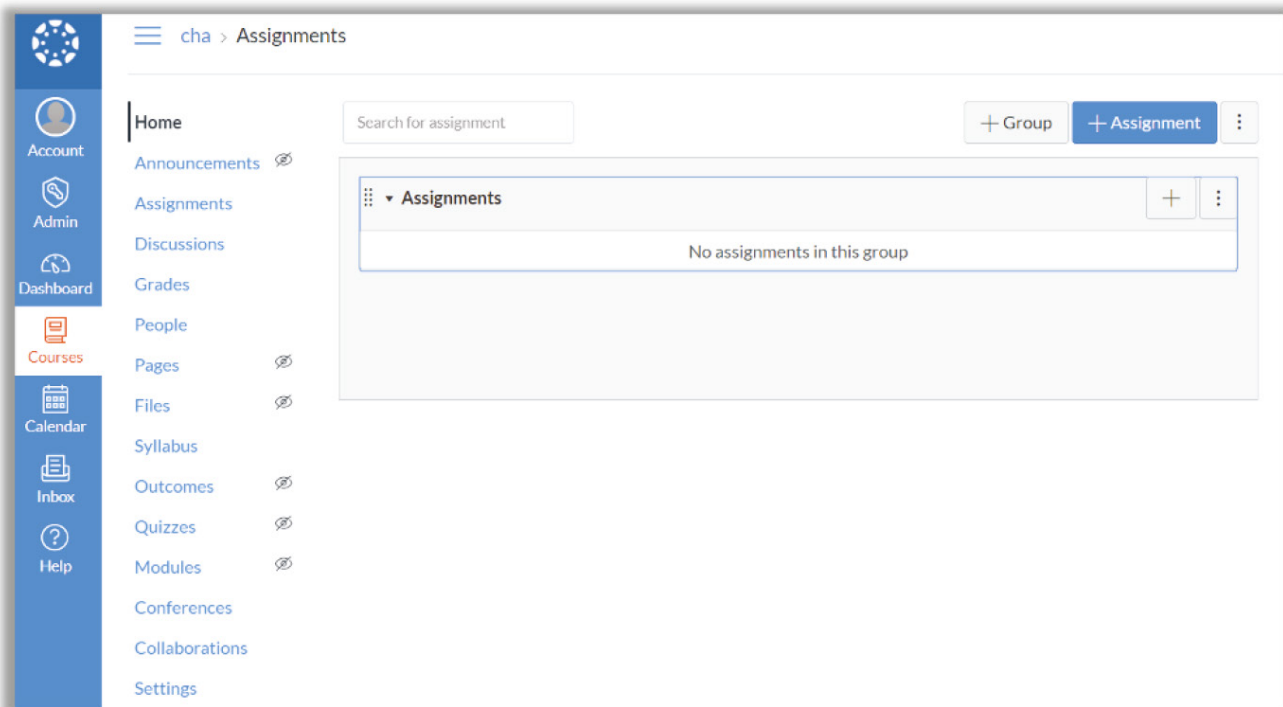 cha > Assignments
Account
Admin
Dashboard
Courses
Calendar
Inbox
Help
Home
Announcements
Assignments
Discussions
Grades
People
Pages
Files
Syllabus
Outcomes
Quizzes
Modules
Conferences
Collaborations
Settings
Search for assignment
+ Group + Assignment
Assignments
No assignments in this group